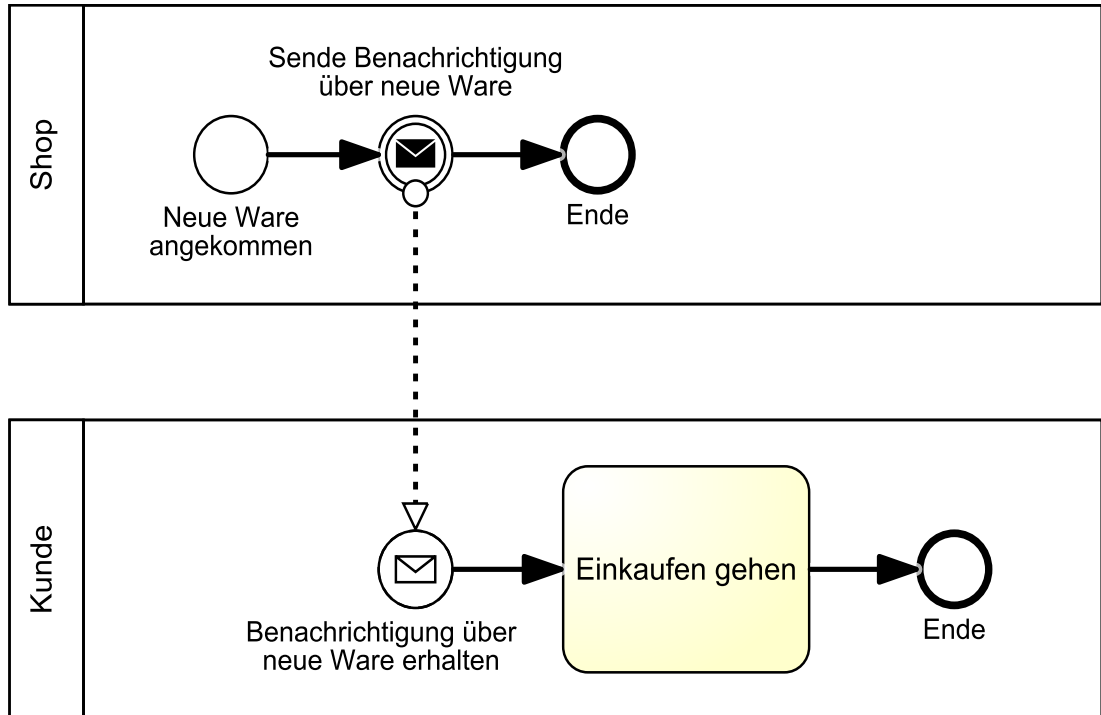 Shop
Sende Benachrichtigung
über neue Ware
Neue Ware
angekommen
Ende
Kunde
Benachrichtigung über
neue Ware erhalten
Einkaufen gehen
Ende